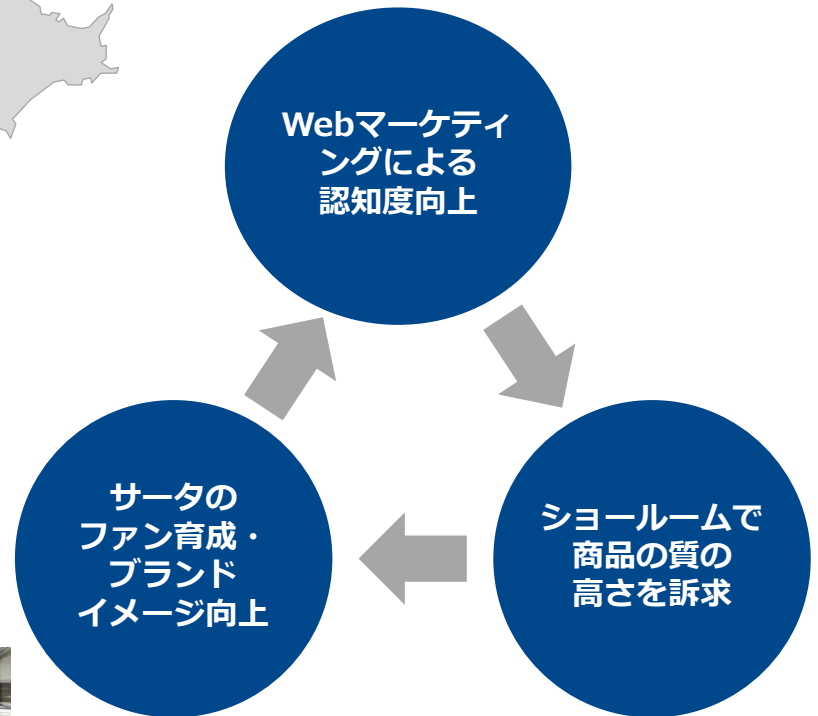 Webマーケティ
ングによる
認知度向上
ショールームで
商品の質の
高さを訴求
サータの
ファン育成・
ブランド
イメージ向上